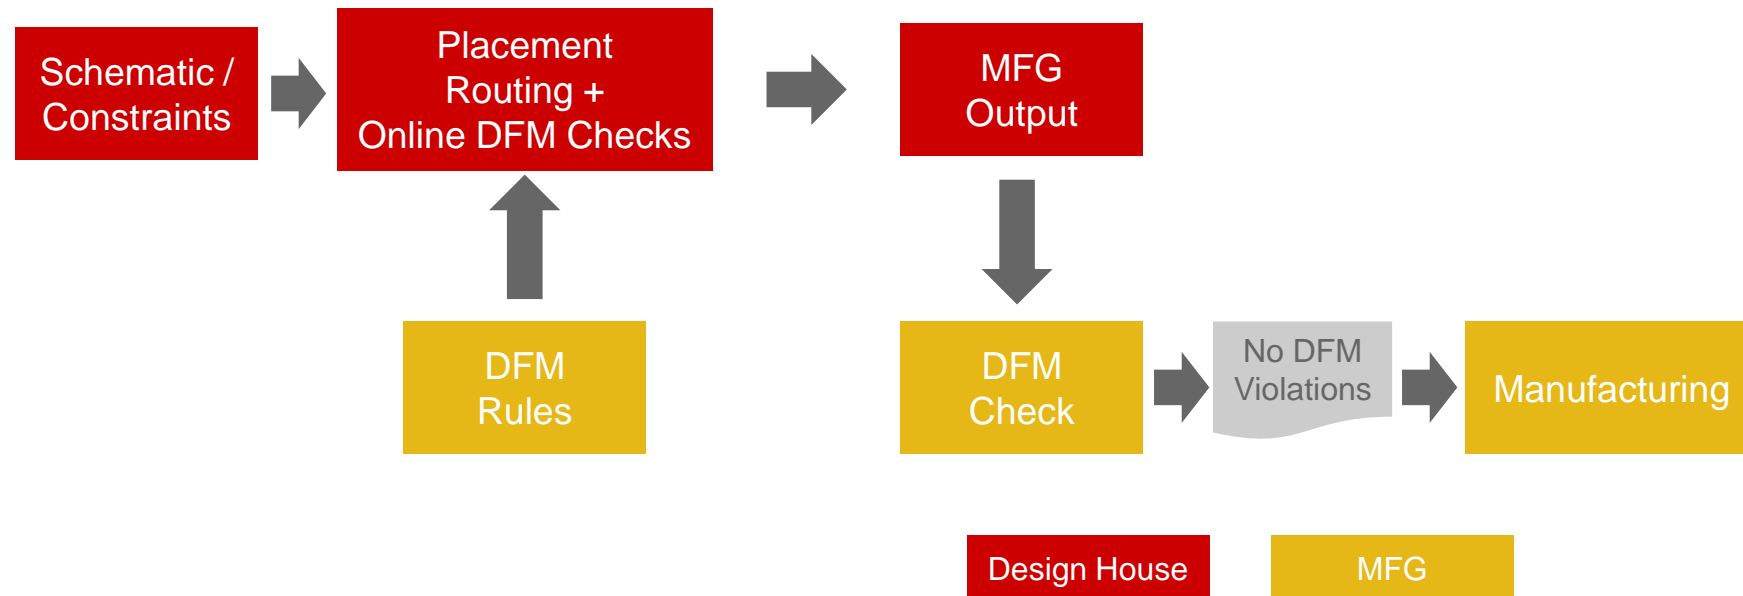 Schematic /
Constraints
Placement
Routing +
Online DFM Checks
MFG
Output
DFM
Rules
DFM
Check
No DFM
Violations
Manufacturing
Design House
MFG